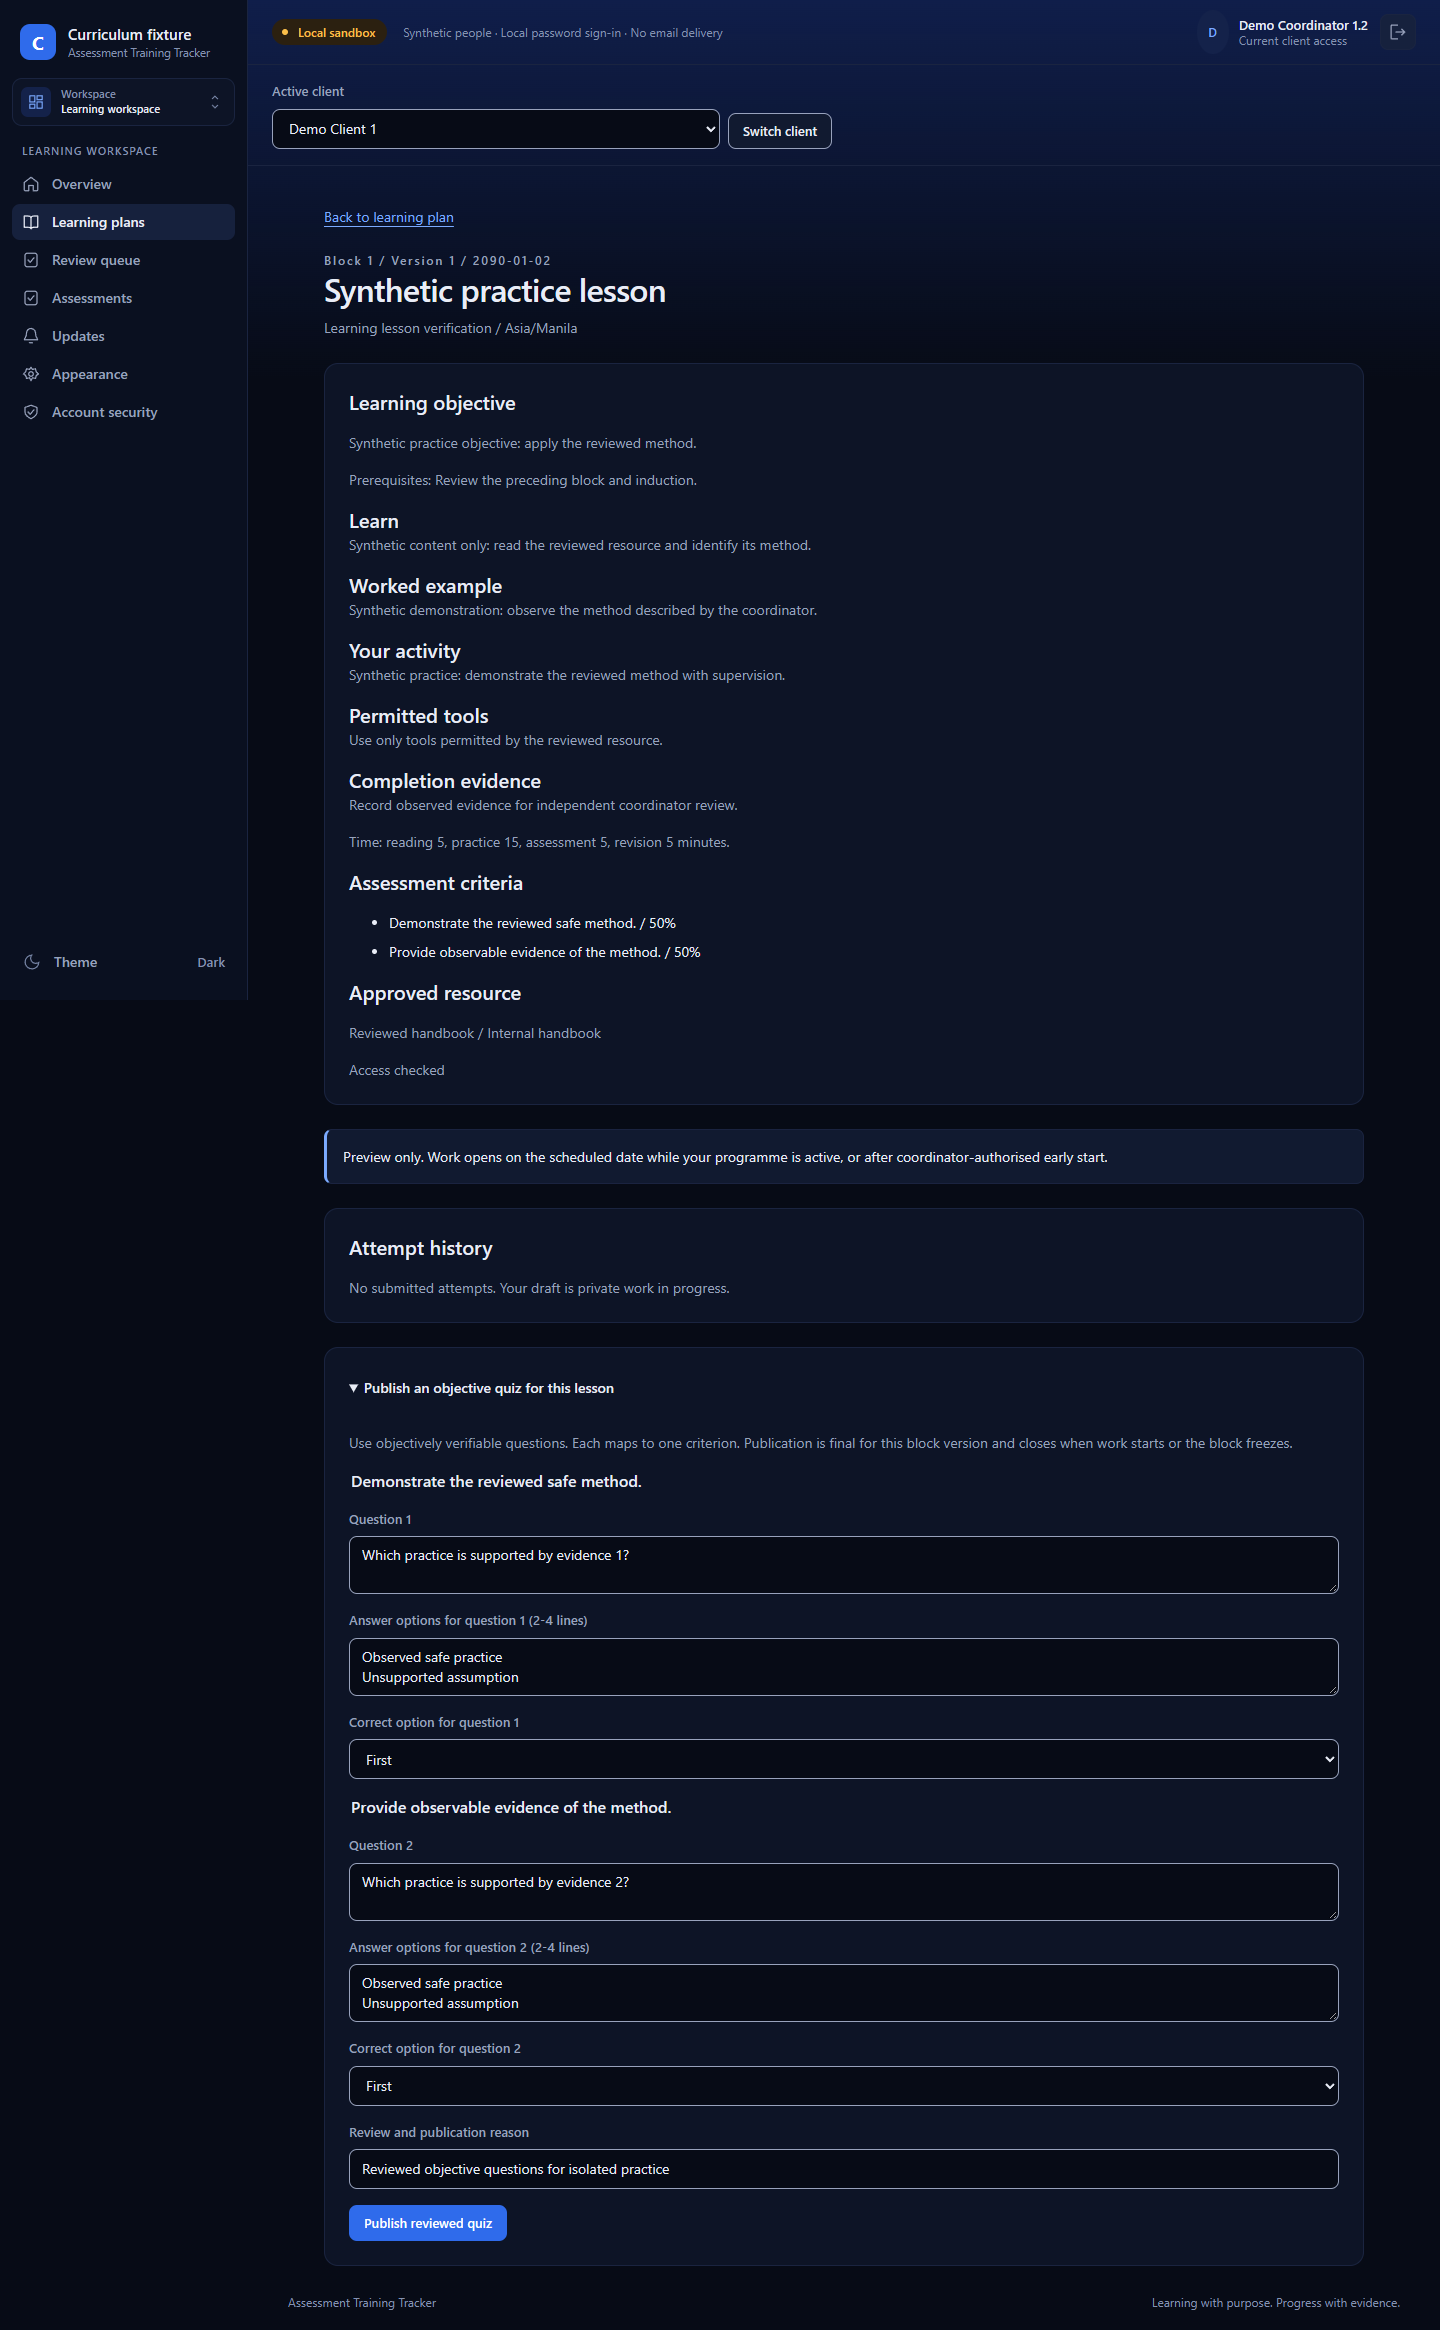 C
Curriculum fixture
Assessment Training Tracker
Workspace
Learning workspace
LEARNING WORKSPACE
Overview
Learning plans
Review queue
Assessments
Updates
Appearance
Account security
Theme
Dark
Local sandbox
Synthetic people · Local password sign-in · No email delivery
D
Demo Coordinator 1.2
Current client access
Active client
Demo Client 1
Switch client
Back to learning plan
Block 1 / Version 1 / 2090-01-02
Synthetic practice lesson
Learning lesson verification / Asia/Manila
Learning objective
Synthetic practice objective: apply the reviewed method.
Prerequisites: Review the preceding block and induction.
Learn
Synthetic content only: read the reviewed resource and identify its method.
Worked example
Synthetic demonstration: observe the method described by the coordinator.
Your activity
Synthetic practice: demonstrate the reviewed method with supervision.
Permitted tools
Use only tools permitted by the reviewed resource.
Completion evidence
Record observed evidence for independent coordinator review.
Time: reading 5, practice 15, assessment 5, revision 5 minutes.
Assessment criteria
• Demonstrate the reviewed safe method. / 50%
• Provide observable evidence of the method. / 50%
Approved resource
Reviewed handbook / Internal handbook
Access checked
Preview only. Work opens on the scheduled date while your programme is active, or after coordinator-authorised early start.
Attempt history
No submitted attempts. Your draft is private work in progress.
▼ Publish an objective quiz for this lesson
Use objectively verifiable questions. Each maps to one criterion. Publication is final for this block version and closes when work starts or the block freezes.
Demonstrate the reviewed safe method.
Question 1
Which practice is supported by evidence 1?
Answer options for question 1 (2-4 lines)
Observed safe practice
Unsupported assumption
Correct option for question 1
First
Provide observable evidence of the method.
Question 2
Which practice is supported by evidence 2?
Answer options for question 2 (2-4 lines)
Observed safe practice
Unsupported assumption
Correct option for question 2
First
Review and publication reason
Reviewed objective questions for isolated practice
Publish reviewed quiz
Assessment Training Tracker
Learning with purpose. Progress with evidence.